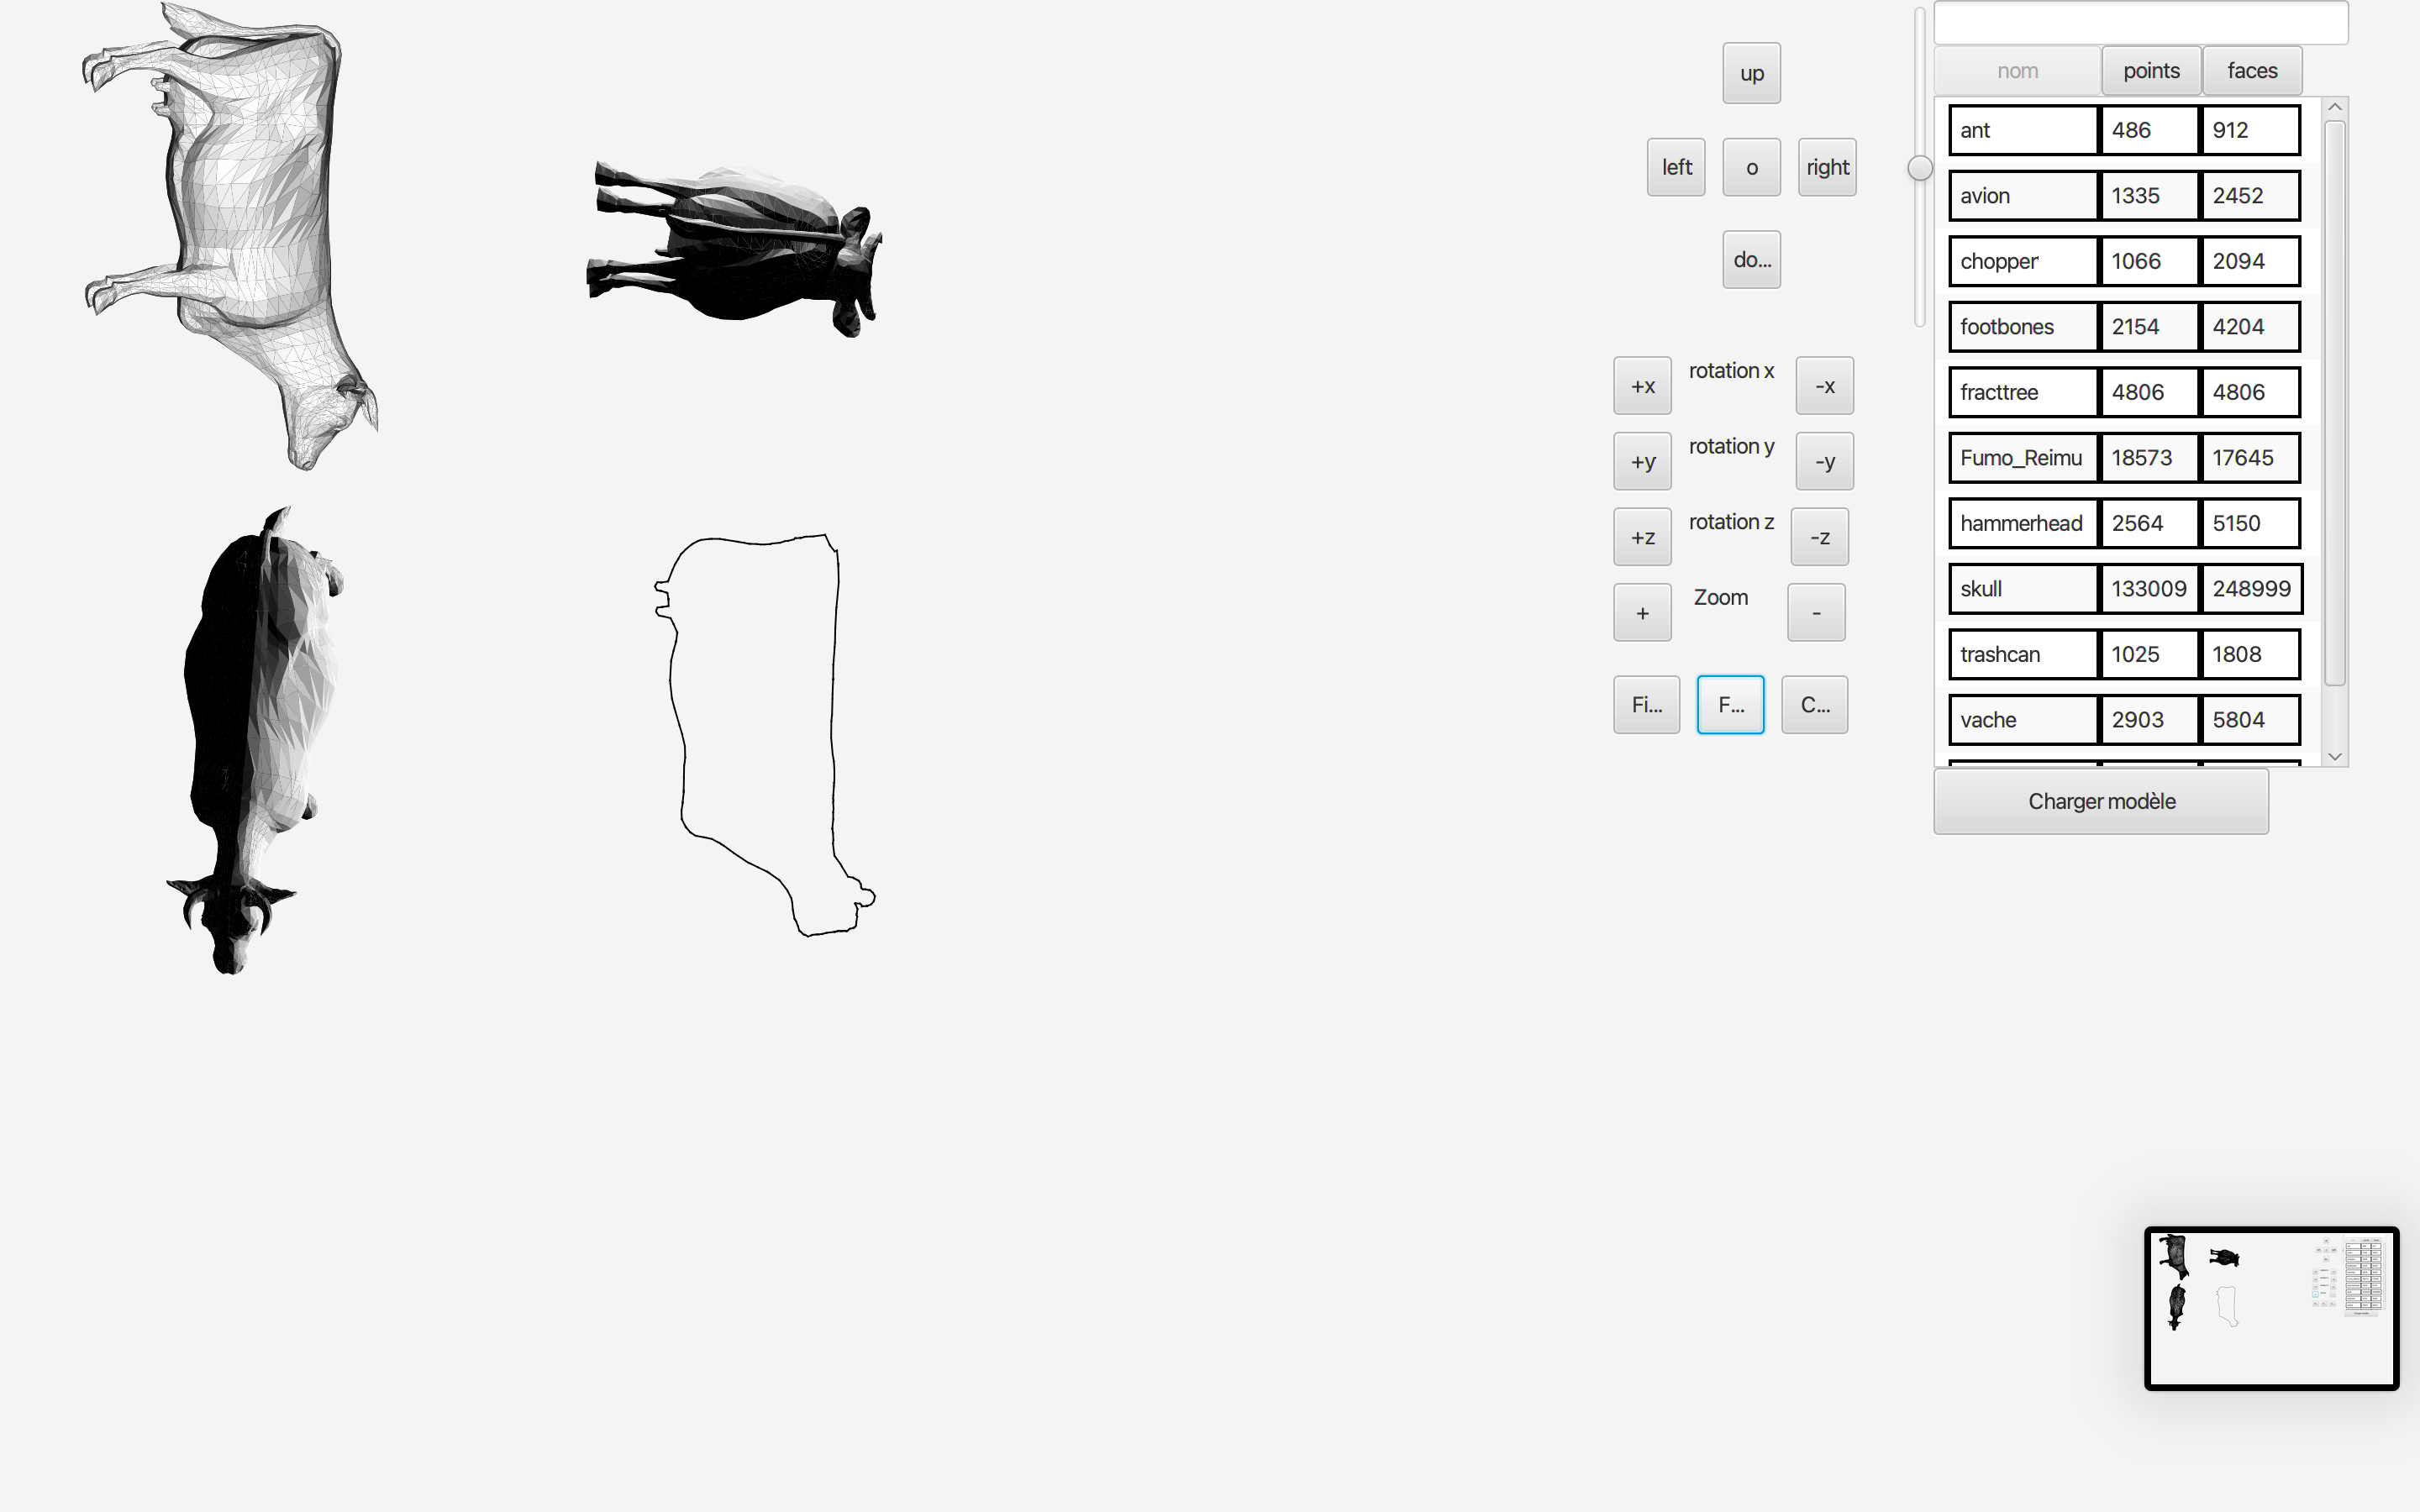 up
left o right
do...
rotation x
+x -x
rotation y
+y -y
rotation z
+z -z
Zoom
+ -
Fi... F... C...
nom points faces
ant 486 912
avion 1335 2452
chopper 1066 2094
footbones 2154 4204
fracttree 4806 4806
Fumo_Reimu 18573 17645
hammerhead 2564 5150
skull 133009 248999
trashcan 1025 1808
vache 2903 5804
Charger modèle